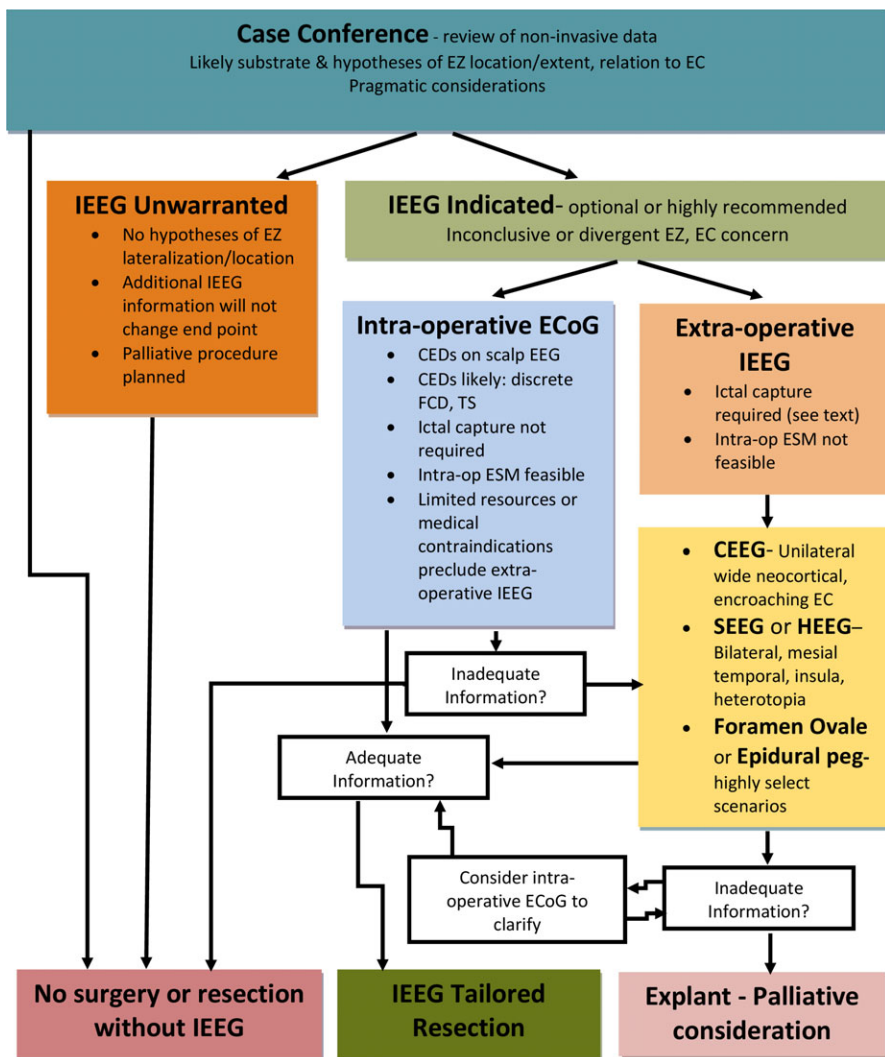 Case Conference - review of non-invasive data
Likely substrate & hypotheses of EZ location/extent, relation to EC
Pragmatic considerations
IEEG Unwarranted
• No hypotheses of EZ
lateralization/location
• Additional IEEG
information will not
change end point
• Palliative procedure
planned
IEEG Indicated- optional or highly recommended
Inconclusive or divergent EZ, EC concern
Intra-operative ECoG
• CEDs on scalp EEG
• CEDs likely: discrete
FCD, TS
• Ictal capture not
required
• Intra-op ESM feasible
• Limited resources or
medical
contraindications
preclude extra-
operative IEEG
Extra-operative
IEEG
• Ictal capture
required (see text)
• Intra-op ESM not
feasible
• CEEG- Unilateral
wide neocortical,
encroaching EC
• SEEG or HEEG–
Bilateral, mesial
temporal, insula,
heterotopia
• Foramen Ovale
or Epidural peg-
highly select
scenarios
Inadequate
Information?
Adequate
Information?
Consider intra-
operative ECoG to
clarify
Inadequate
Information?
No surgery or resection
without IEEG
IEEG Tailored
Resection
Explant - Palliative
consideration